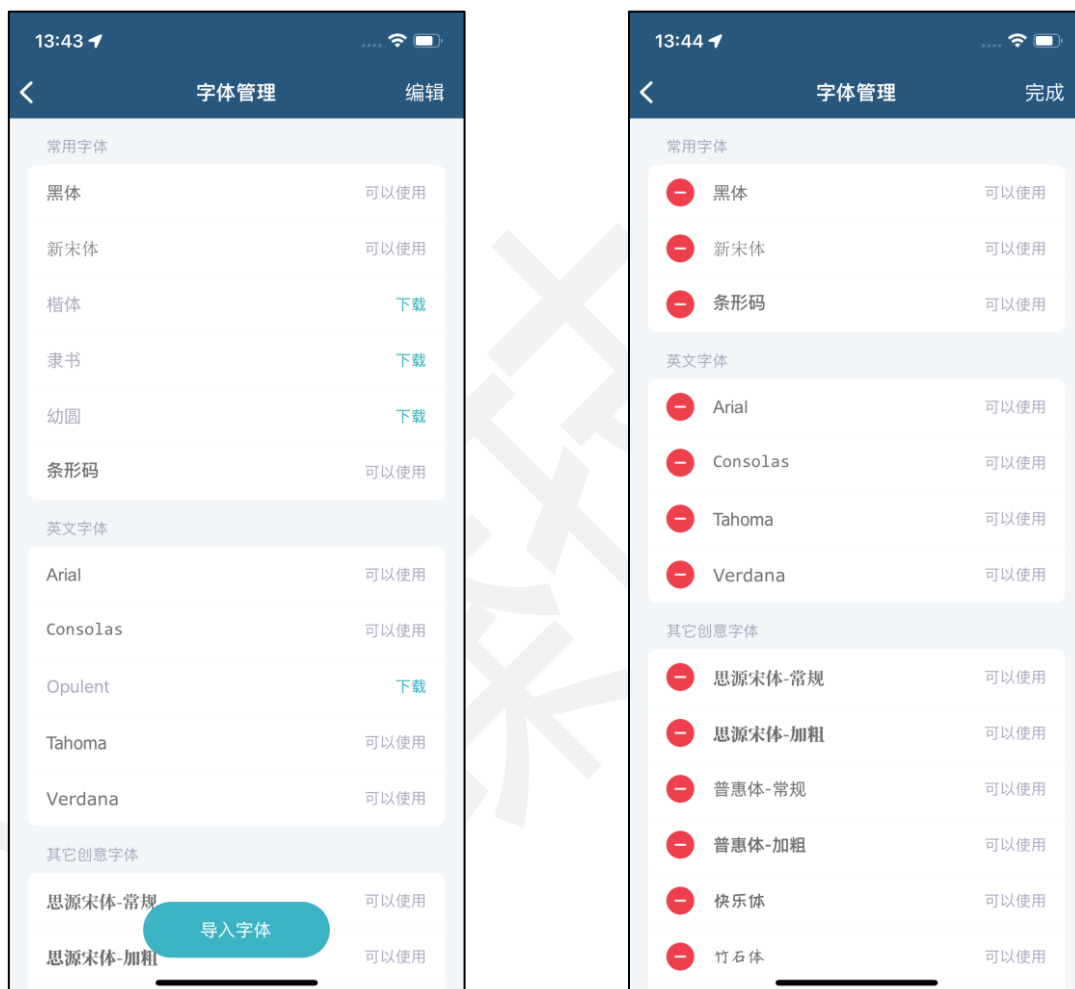 13:43
字体管理
编辑
常用字体
黑体 可以使用
新宋体 可以使用
楷体 下载
隶书 下载
幼圆 下载
条形码 可以使用
英文字体
Arial 可以使用
Consolas 可以使用
Opulent 下载
Tahoma 可以使用
Verdana 可以使用
其它创意字体
思源宋体-常规 可以使用
导入字体
思源宋体-加粗 可以使用
13:44
字体管理
完成
常用字体
黑体 可以使用
新宋体 可以使用
条形码 可以使用
英文字体
Arial 可以使用
Consolas 可以使用
Tahoma 可以使用
Verdana 可以使用
其它创意字体
思源宋体-常规 可以使用
思源宋体-加粗 可以使用
普惠体-常规 可以使用
普惠体-加粗 可以使用
快乐体 可以使用
竹石体 可以使用